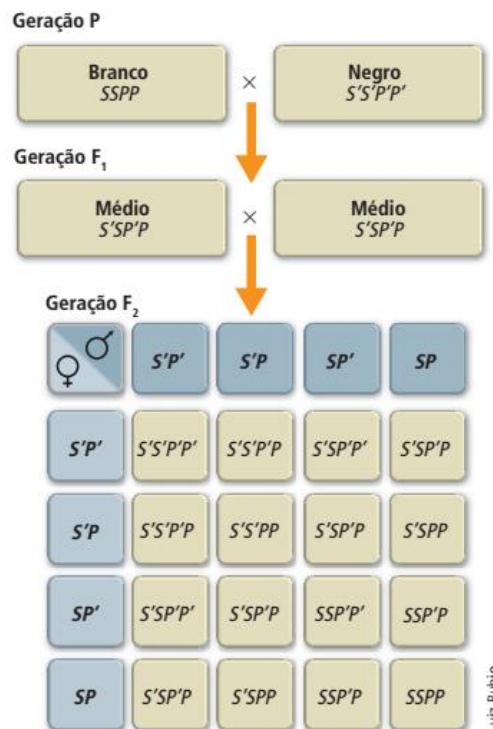 Geração P
Branco × Negro
SSPP S'S'P'P'
Geração F₁
Médio × Médio
S'SP'P S'SP'P
Geração F₂
♀ ♂ S'P' S'P SP' SP
S'P' S'S'P'P' S'S'P'P S'SP'P' S'SP'P
S'P S'S'P'P S'S'PP S'SP'P S'SPP
SP' S'SP'P' S'SP'P SSP'P' SSP'P
SP S'SP'P S'SPP SSP'P SSPP
Rubio